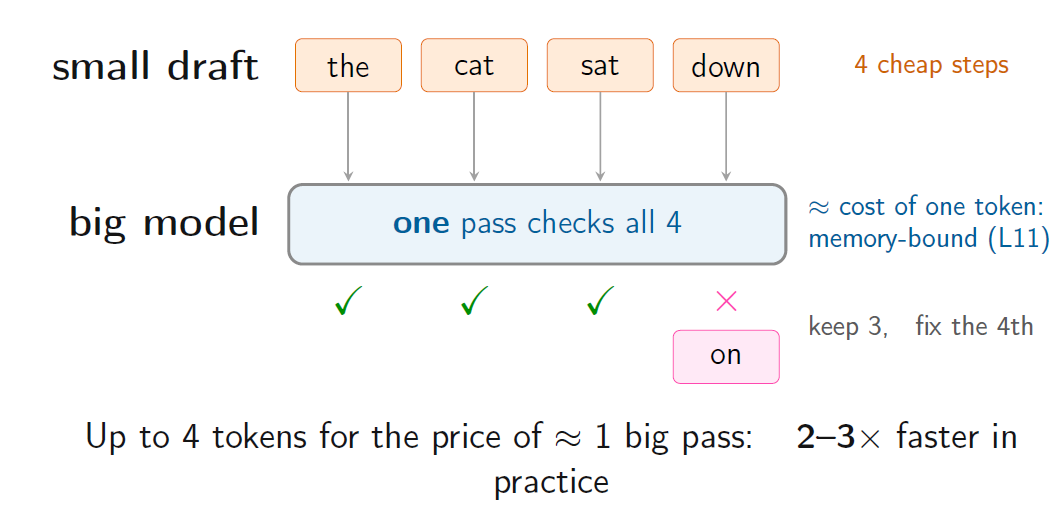 small draft the cat sat down 4 cheap steps
big model one pass checks all 4 ≈ cost of one token:
memory-bound (L11)
✓ ✓ ✓ ×
keep 3, fix the 4th
on
Up to 4 tokens for the price of ≈ 1 big pass: 2–3× faster in
practice